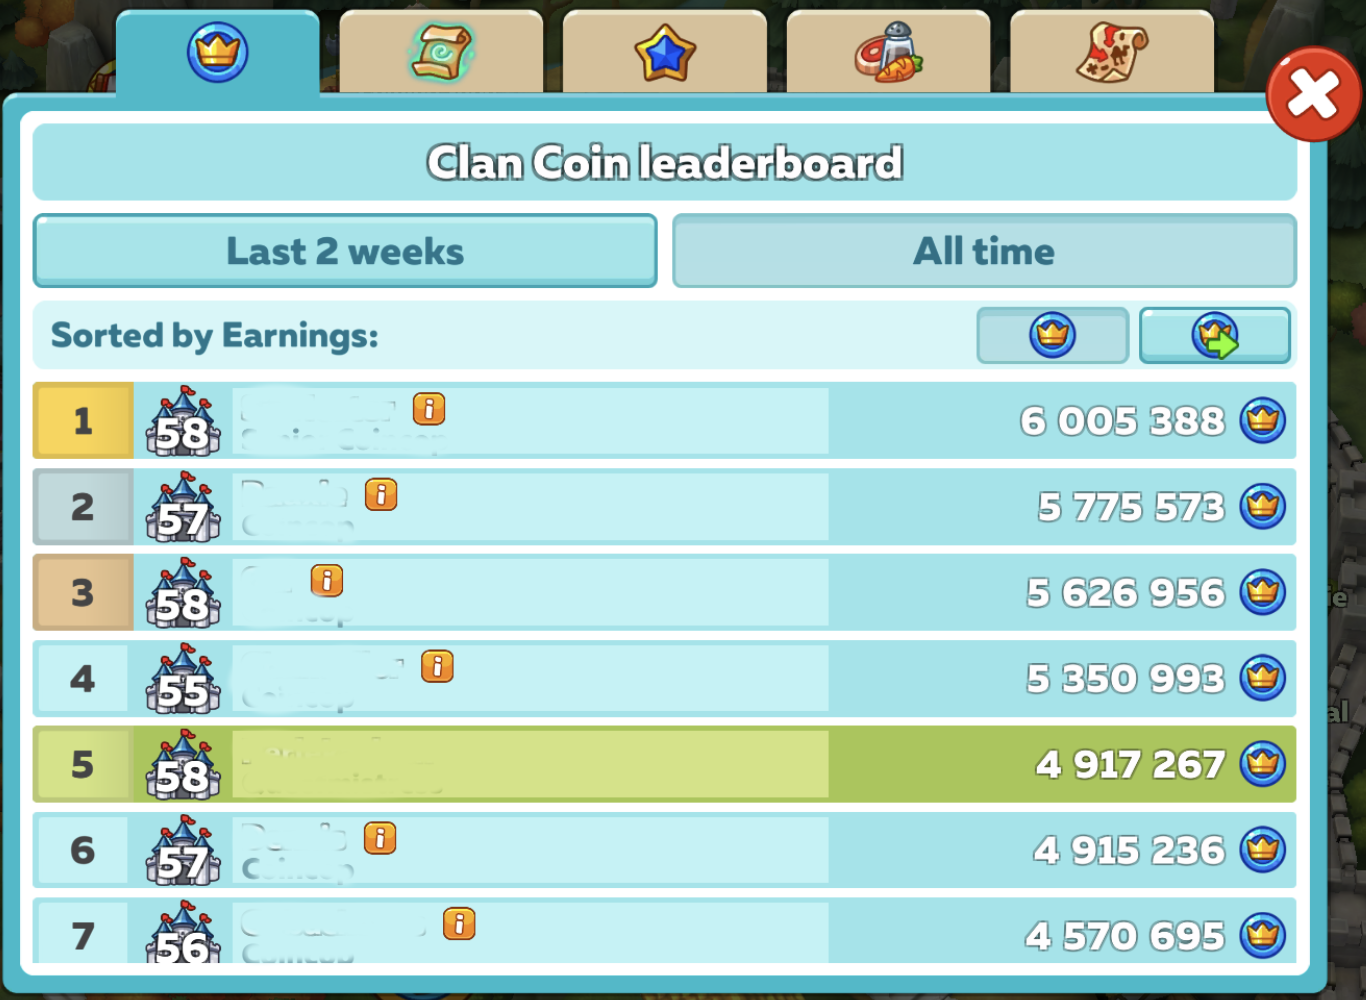 Clan Coin leaderboard
Last 2 weeks
All time
Sorted by Earnings:
1 58 i 6 005 388
2 57 i 5 775 573
3 58 i 5 626 956
4 55 i 5 350 993
5 58 4 917 267
6 57 i 4 915 236
7 56 i 4 570 695